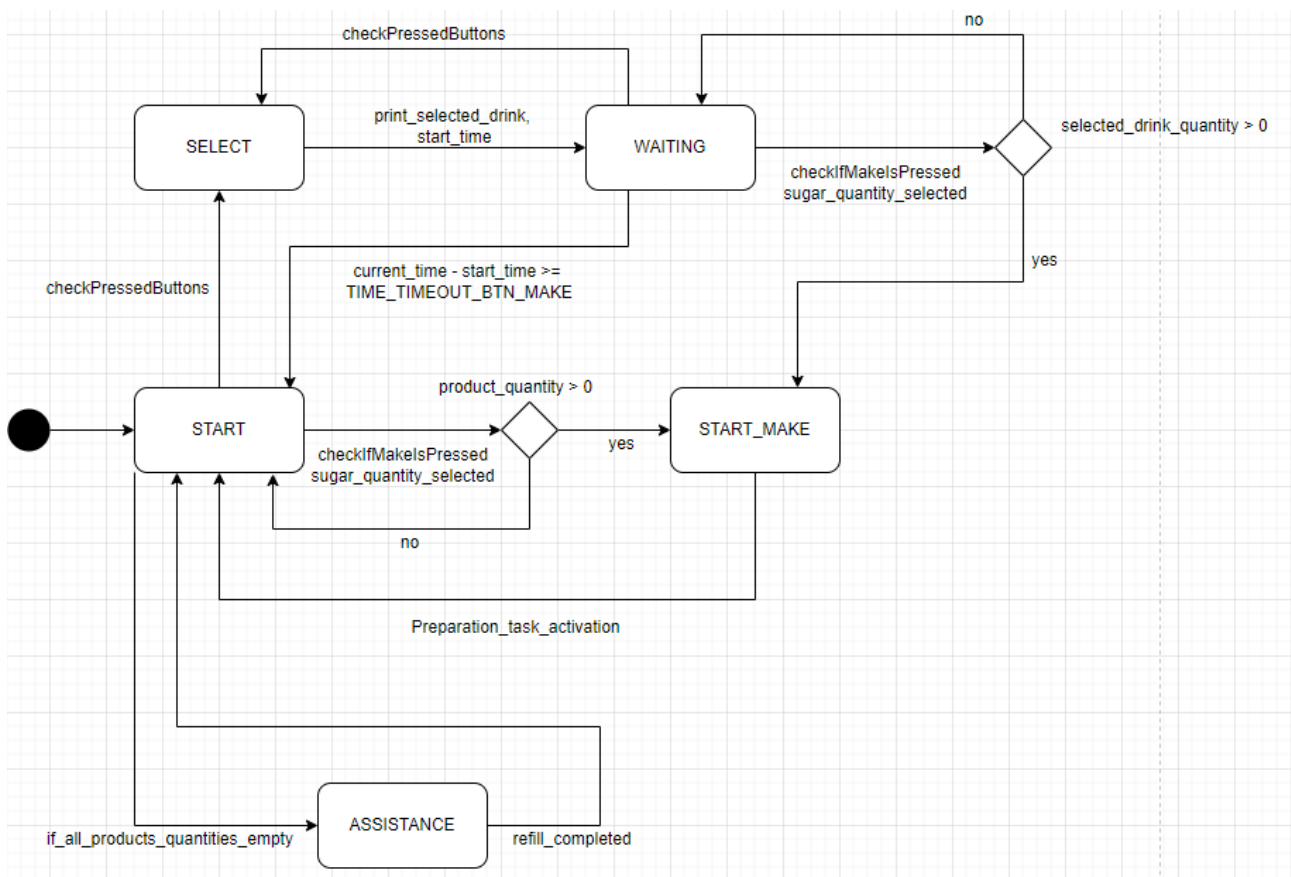 no
checkPressedButtons
print_selected_drink,
start_time
SELECT
WAITING
selected_drink_quantity > 0
checkIfMakeIsPressed
sugar_quantity_selected
yes
current_time - start_time >=
TIME_TIMEOUT_BTN_MAKE
checkPressedButtons
product_quantity > 0
START
START_MAKE
yes
checkIfMakeIsPressed
sugar_quantity_selected
no
Preparation_task_activation
ASSISTANCE
if_all_products_quantities_empty
refill_completed